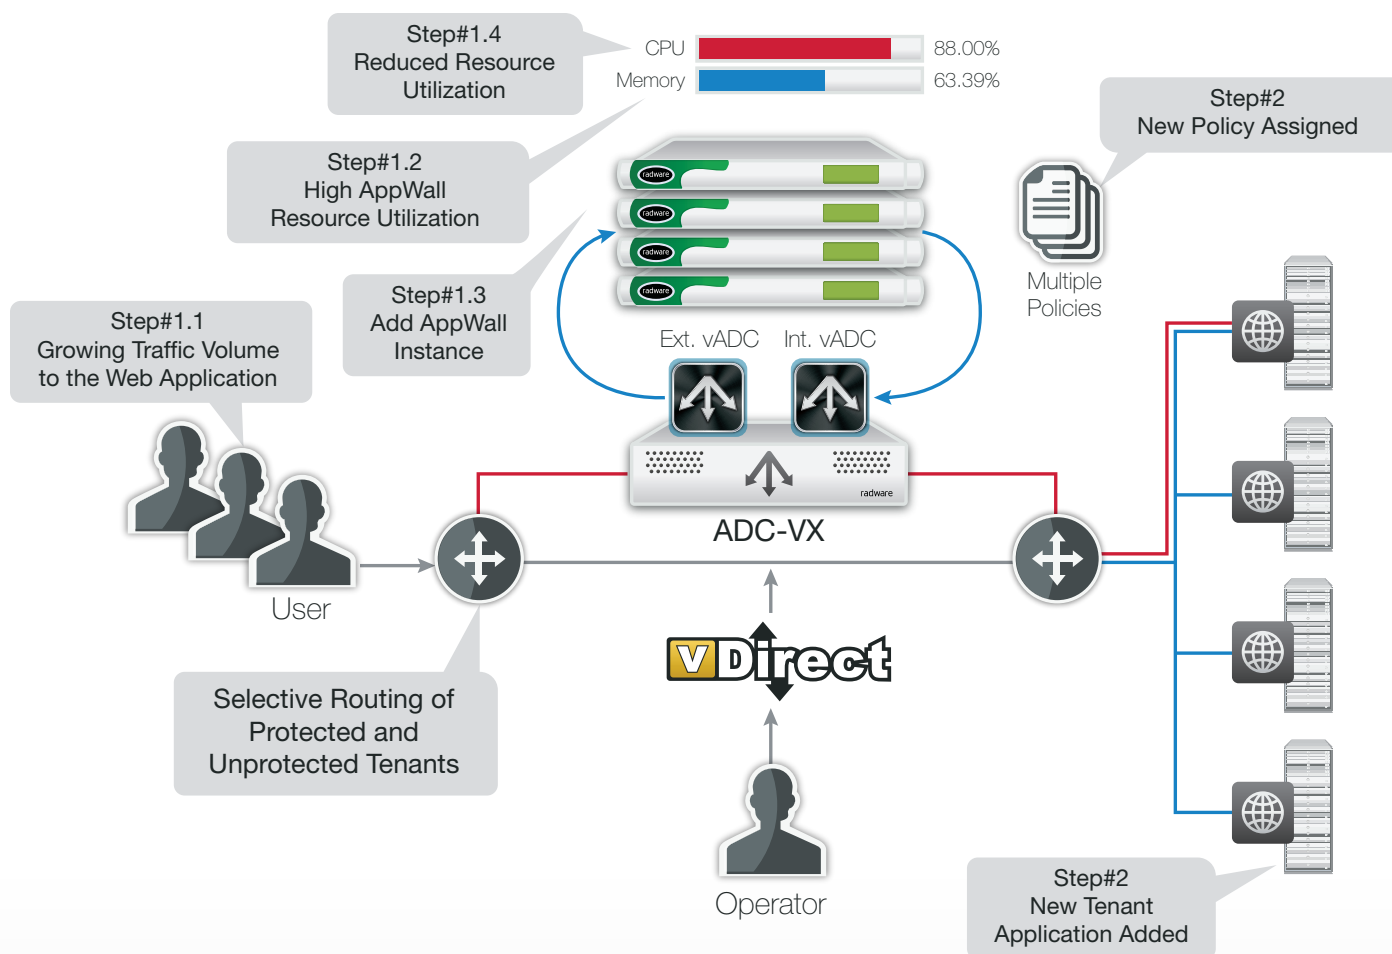 Step#1.4
Reduced Resource
Utilization
CPU
88.00%
Memory
63.39%
Step#2
New Policy Assigned
Step#1.2
High AppWall
Resource Utilization
radware
radware
radware
radware
Multiple
Policies
Step#1.3
Add AppWall
Instance
Step#1.1
Growing Traffic Volume
to the Web Application
Ext. vADC
Int. vADC
radware
ADC-VX
User
vDirect
Selective Routing of
Protected and
Unprotected Tenants
Operator
Step#2
New Tenant
Application Added